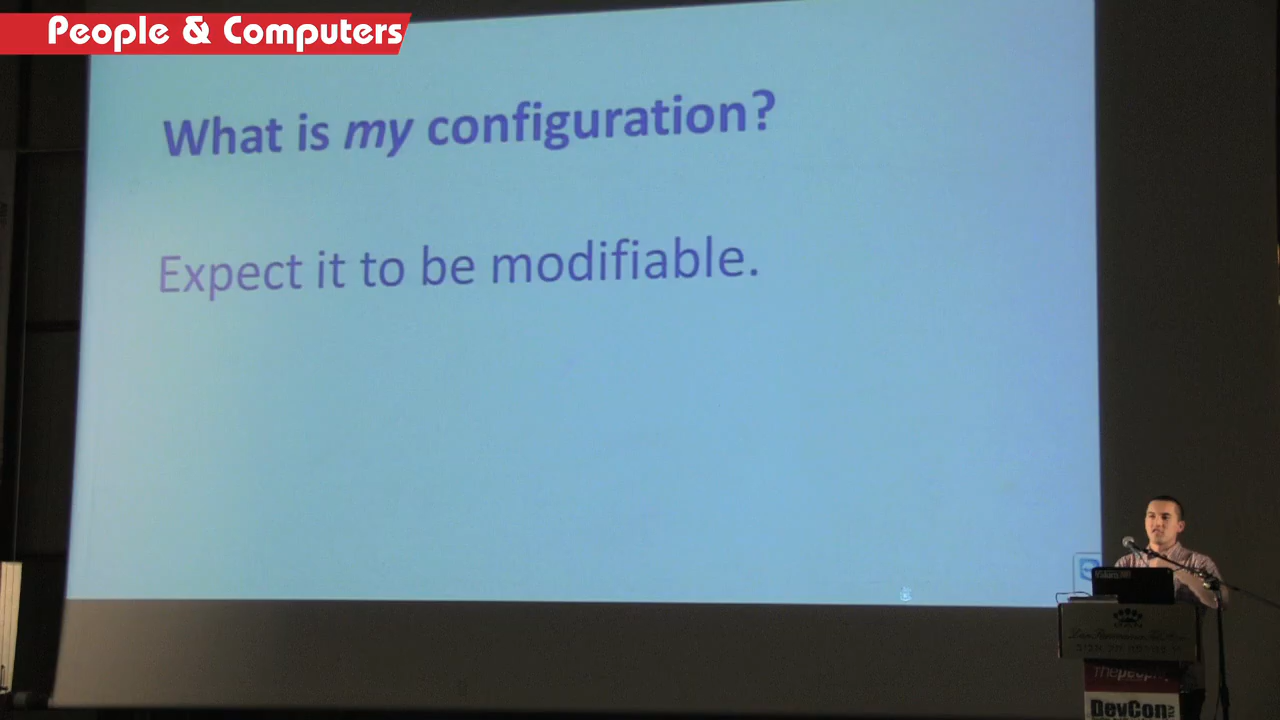 People & Computers
What is my configuration?
Expect it to be modifiable.
DevCon